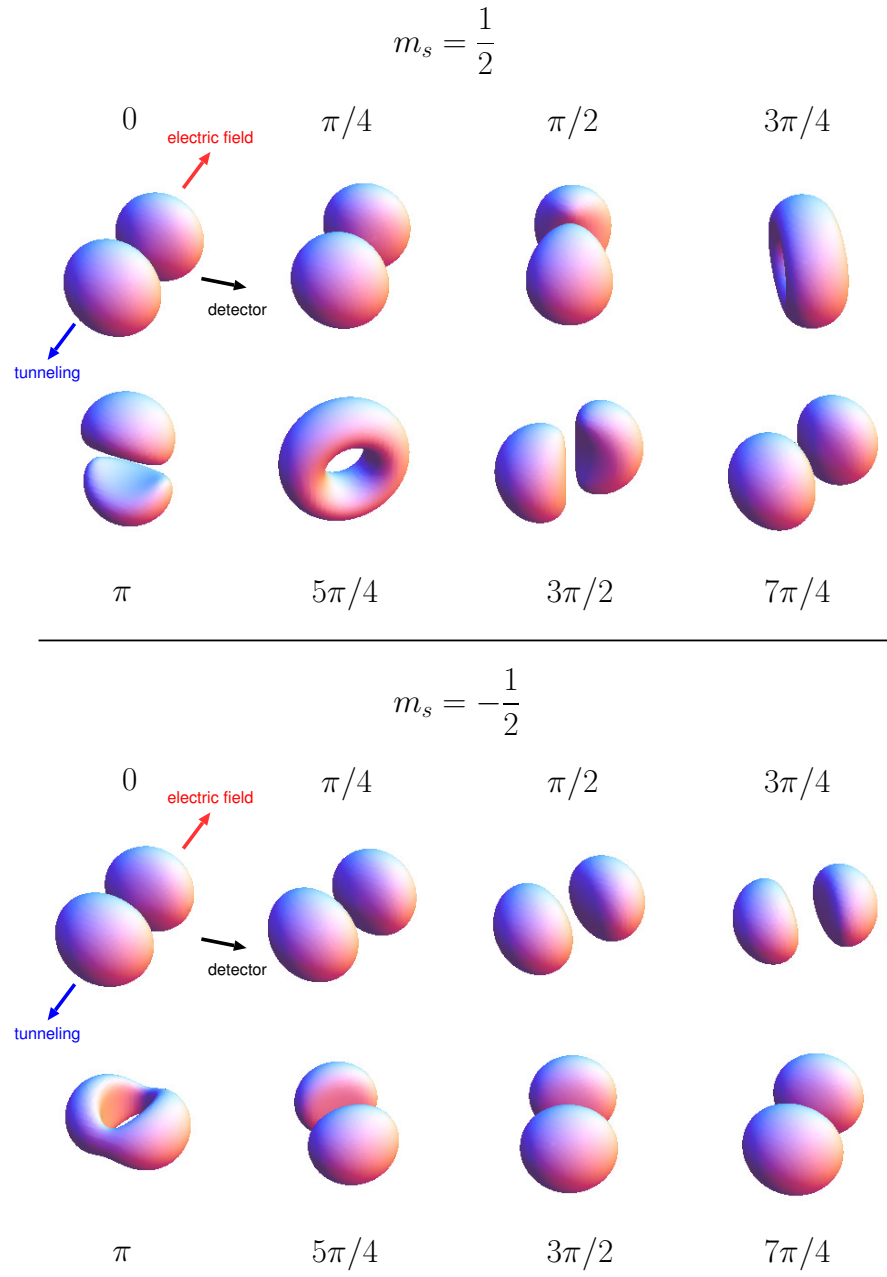 m_s = 1/2
0 π/4 π/2 3π/4
electric field
detector
tunneling
π 5π/4 3π/2 7π/4
m_s = −1/2
0 π/4 π/2 3π/4
electric field
detector
tunneling
π 5π/4 3π/2 7π/4